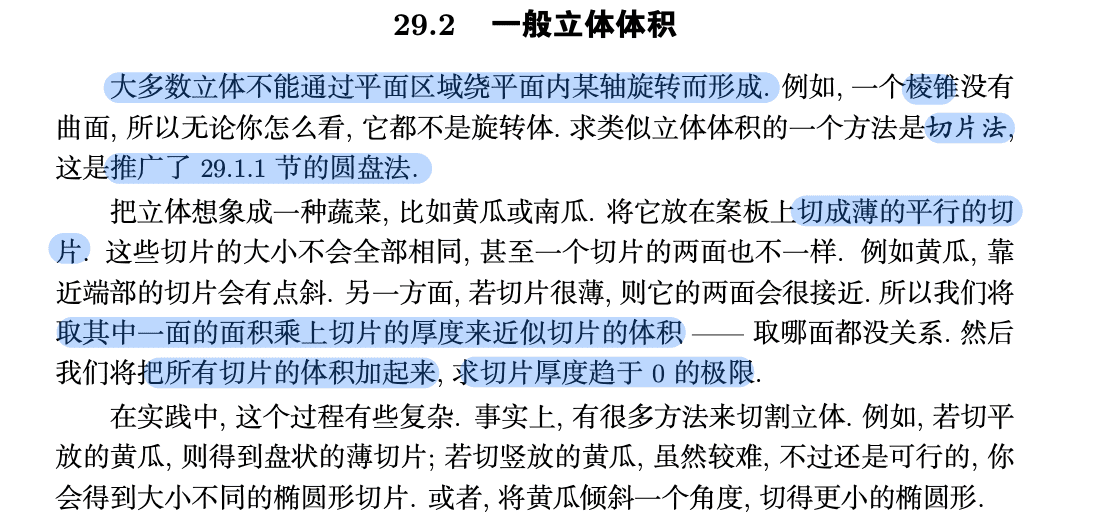 29.2 一般立体体积
大多数立体不能通过平面区域绕平面内某轴旋转而形成. 例如, 一个棱锥没有
曲面, 所以无论你怎么看, 它都不是旋转体. 求类似立体体积的一个方法是切片法,
这是推广了 29.1.1 节的圆盘法.
把立体想象成一种蔬菜, 比如黄瓜或南瓜. 将它放在案板上切成薄的平行的切
片. 这些切片的大小不会全部相同, 甚至一个切片的两面也不一样. 例如黄瓜, 靠
近端部的切片会有点斜. 另一方面, 若切片很薄, 则它的两面会很接近. 所以我们将
取其中一面的面积乘上切片的厚度来近似切片的体积 —— 取哪面都没关系. 然后
我们将把所有切片的体积加起来, 求切片厚度趋于 0 的极限.
在实践中, 这个过程有些复杂. 事实上, 有很多方法来切割立体. 例如, 若切平
放的黄瓜, 则得到盘状的薄切片; 若切竖放的黄瓜, 虽然较难, 不过还是可行的, 你
会得到大小不同的椭圆形切片. 或者, 将黄瓜倾斜一个角度, 切得更小的椭圆形.